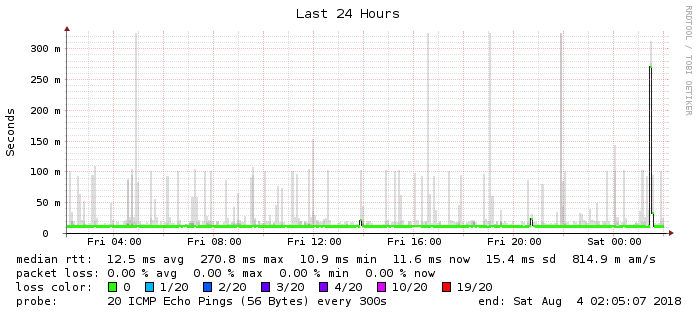 Last 24 Hours
RRDTOOL / TOBI OETIKER
Seconds
300 m
250 m
200 m
150 m
100 m
50 m
0
Fri 04:00 Fri 08:00 Fri 12:00 Fri 16:00 Fri 20:00 Sat 00:00
median rtt: 12.5 ms avg 270.8 ms max 10.9 ms min 11.6 ms now 15.4 ms sd 814.9 m am/s
packet loss: 0.00 % avg 0.00 % max 0.00 % min 0.00 % now
loss color: 0 1/20 2/20 3/20 4/20 10/20 19/20
probe: 20 ICMP Echo Pings (56 Bytes) every 300s end: Sat Aug 4 02:05:07 2018